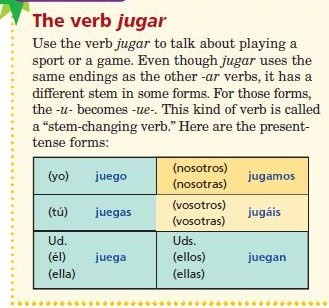 The verb jugar
Use the verb jugar to talk about playing a
sport or a game. Even though jugar uses the
same endings as the other -ar verbs, it has a
different stem in some forms. For those forms,
the -u- becomes -ue-. This kind of verb is called
a “stem-changing verb.” Here are the present-
tense forms:
(yo) juego
(nosotros)
(nosotras) jugamos
(tú) juegas
(vosotros)
(vosotras) jugáis
Ud.
(él) juega
(ella)
Uds.
(ellos) juegan
(ellas)